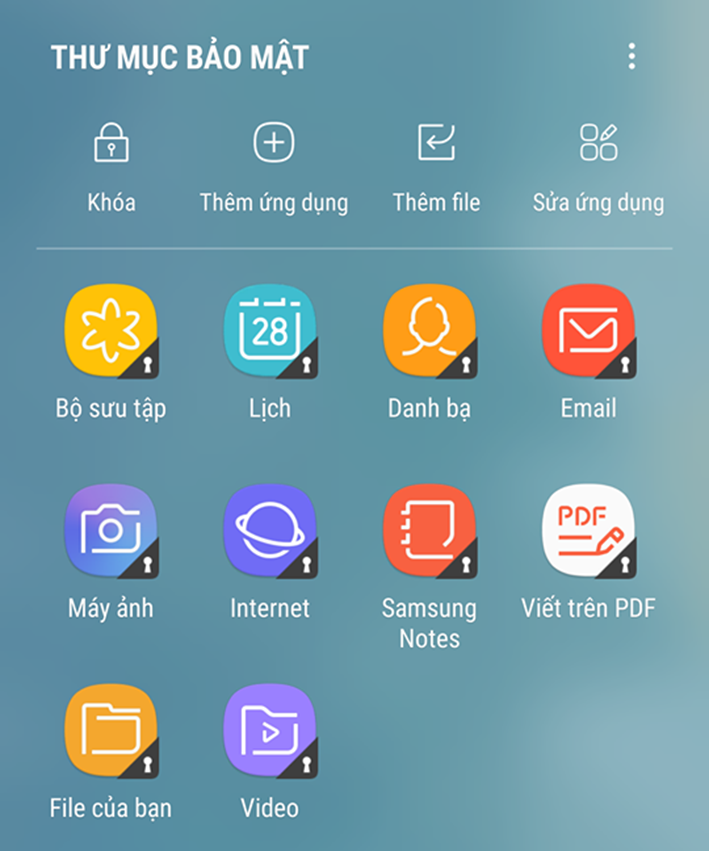 THƯ MỤC BẢO MẬT
Khóa
Thêm ứng dụng
Thêm file
Sửa ứng dụng
28
Bộ sưu tập
Lịch
Danh bạ
Email
PDF
Máy ảnh
Internet
Samsung
Notes
Viết trên PDF
File của bạn
Video